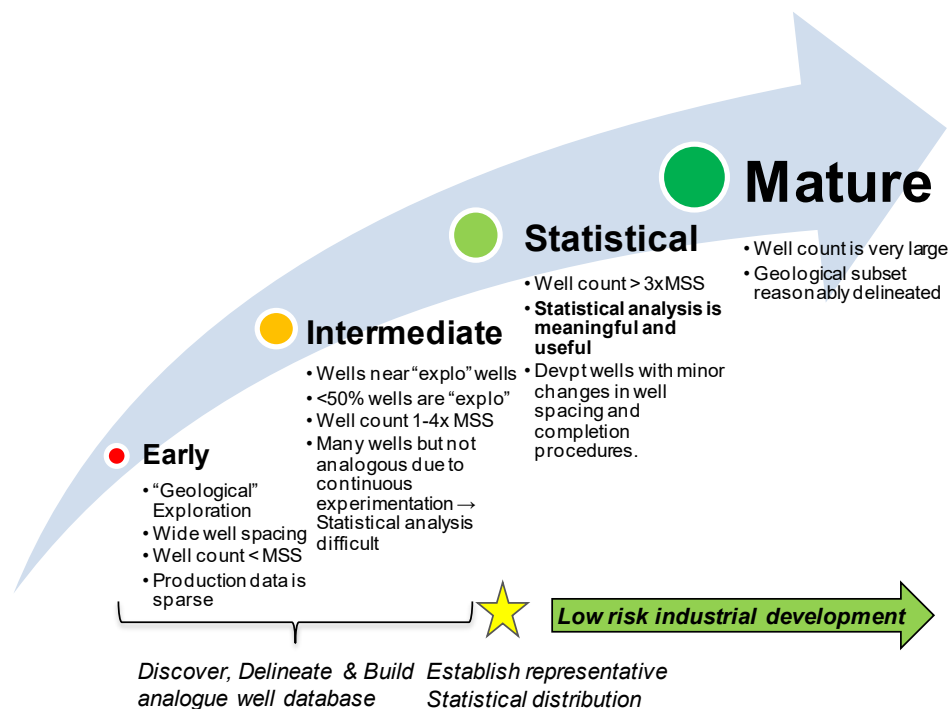 Mature
• Well count is very large
• Geological subset
reasonably delineated
Statistical
• Well count > 3xMSS
• Statistical analysis is
meaningful and
useful
• Devpt wells with minor
changes in well
spacing and
completion
procedures.
Intermediate
• Wells near “explo” wells
• <50% wells are “explo”
• Well count 1-4x MSS
• Many wells but not
analogous due to
continuous
experimentation →
Statistical analysis
difficult
Early
• “Geological”
Exploration
• Wide well spacing
• Well count < MSS
• Production data is
sparse
Low risk industrial development
Discover, Delineate & Build
analogue well database
Establish representative
Statistical distribution